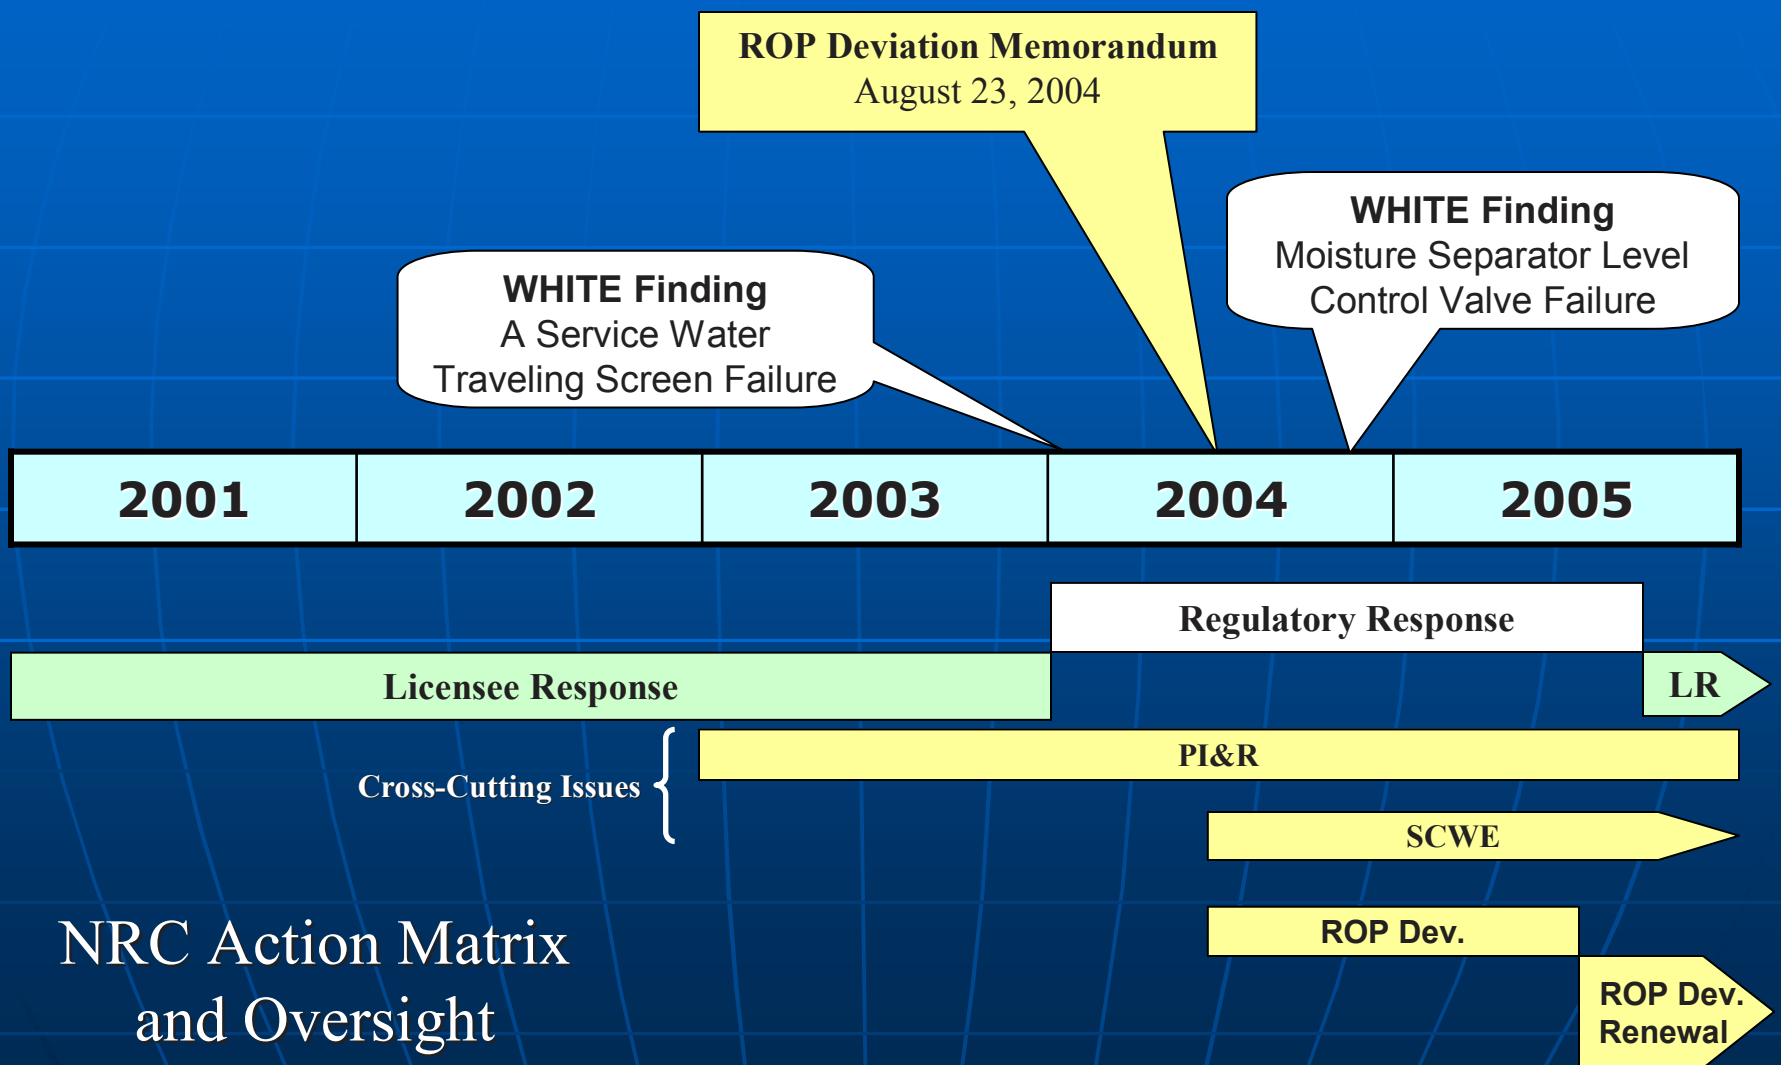 ROP Deviation Memorandum
August 23, 2004
WHITE Finding
Moisture Separator Level
Control Valve Failure
WHITE Finding
A Service Water
Traveling Screen Failure
2001 2002 2003 2004 2005
Regulatory Response
Licensee Response
LR
PI&R
Cross-Cutting Issues
SCWE
ROP Dev.
ROP Dev.
Renewal
NRC Action Matrix
and Oversight